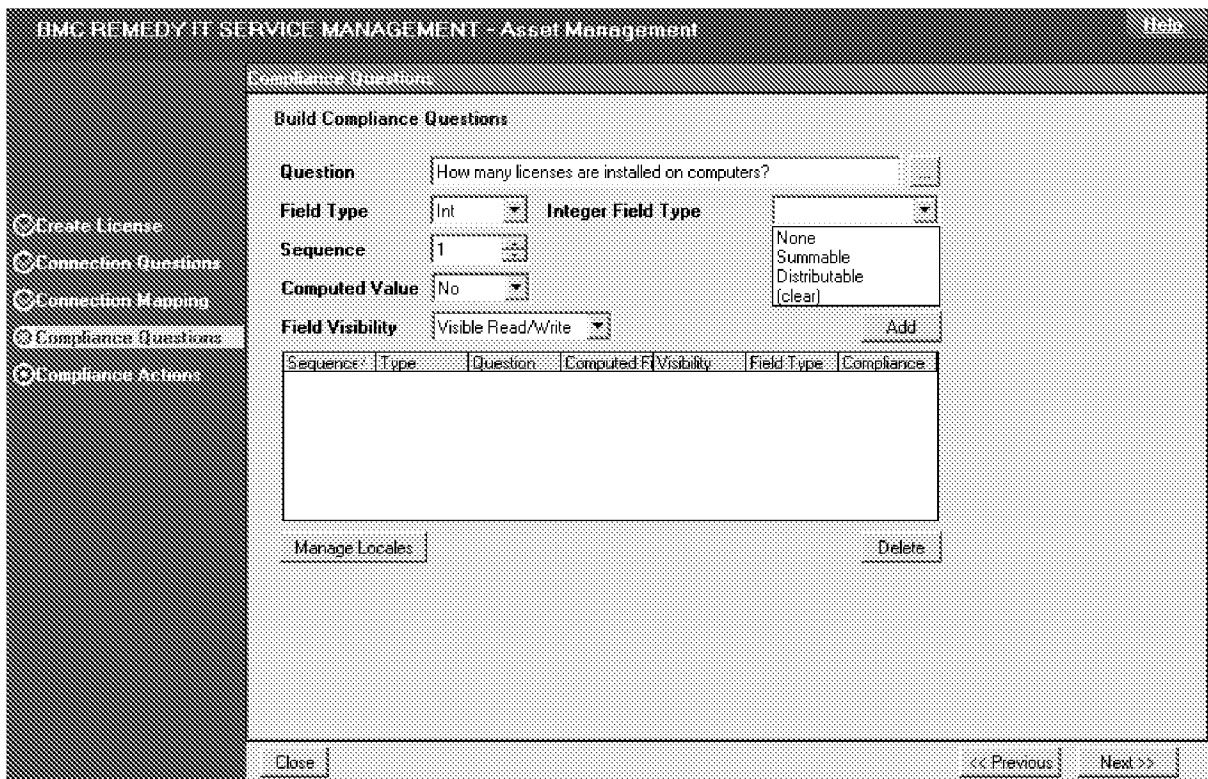 BMC REMEDY IT SERVICE MANAGEMENT - Asset Management
Help
Compliance Questions
Create License
Connection Questions
Connection Mapping
Compliance Questions
Compliance Actions
Build Compliance Questions
Question How many licenses are installed on computers? ...
Field Type Int Integer Field Type
None
Summable
Distributable
(clear)
Sequence 1
Computed Value No
Field Visibility Visible Read/Write Add
Sequence Type Question Computed Fi Visibility Field Type Compliance
Manage Locales Delete
Close << Previous Next >>